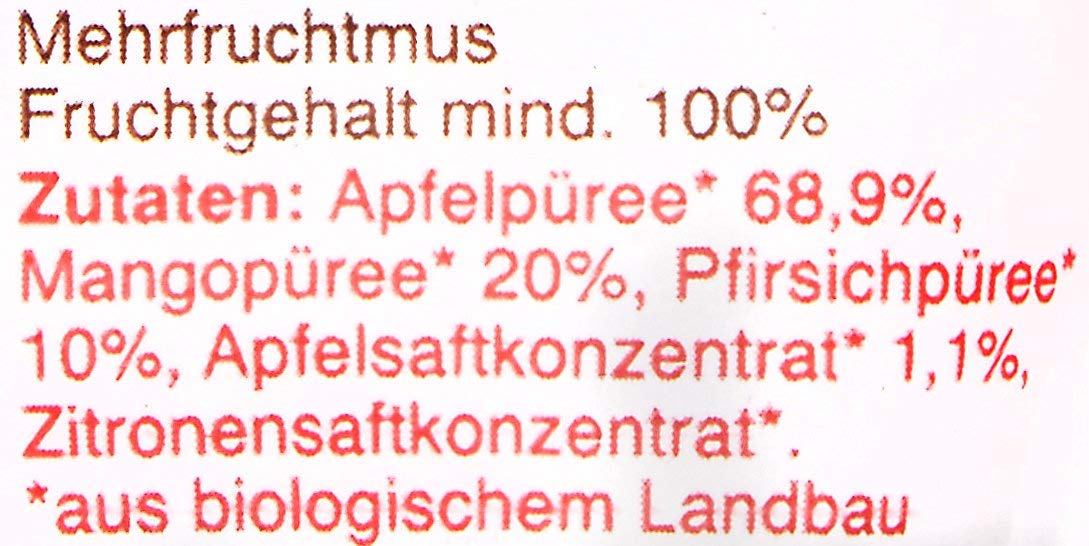 Mehrfruchtmus
Fruchtgehalt mind. 100%
Zutaten: Apfelpüree* 68,9%,
Mangopüree* 20%, Pfirsichpüree*
10%, Apfelsaftkonzentrat* 1,1%,
Zitronensaftkonzentrat*.
*aus biologischem Landbau